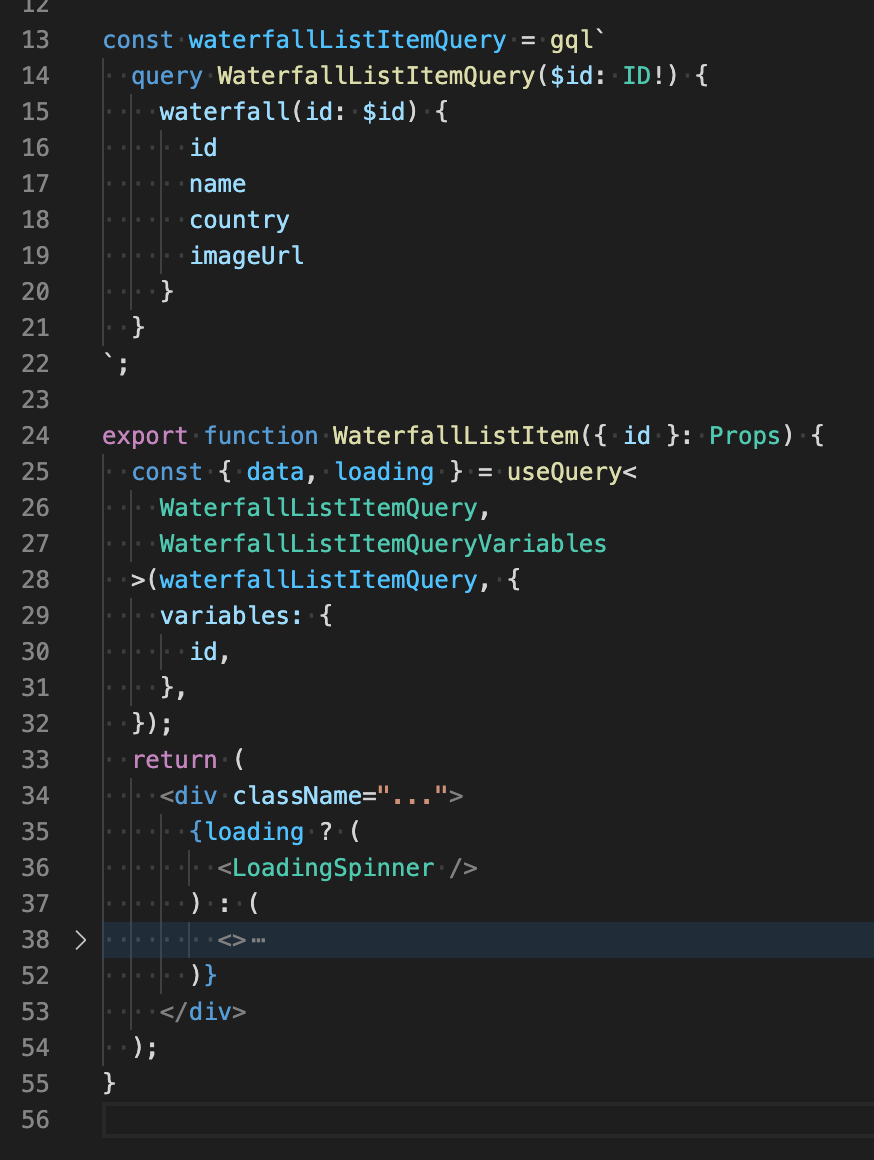 12
13 const waterfallListItemQuery = gql`
14   query WaterfallListItemQuery($id: ID!) {
15     waterfall(id: $id) {
16       id
17       name
18       country
19       imageUrl
20     }
21   }
22 `;
23
24 export function WaterfallListItem({ id }: Props) {
25   const { data, loading } = useQuery<
26     WaterfallListItemQuery,
27     WaterfallListItemQueryVariables
28   >(waterfallListItemQuery, {
29     variables: {
30       id,
31     },
32   });
33   return (
34     <div className="...">
35       {loading ? (
36         <LoadingSpinner />
37       ) : (
38         <>⋯
52       )}
53     </div>
54   );
55 }
56